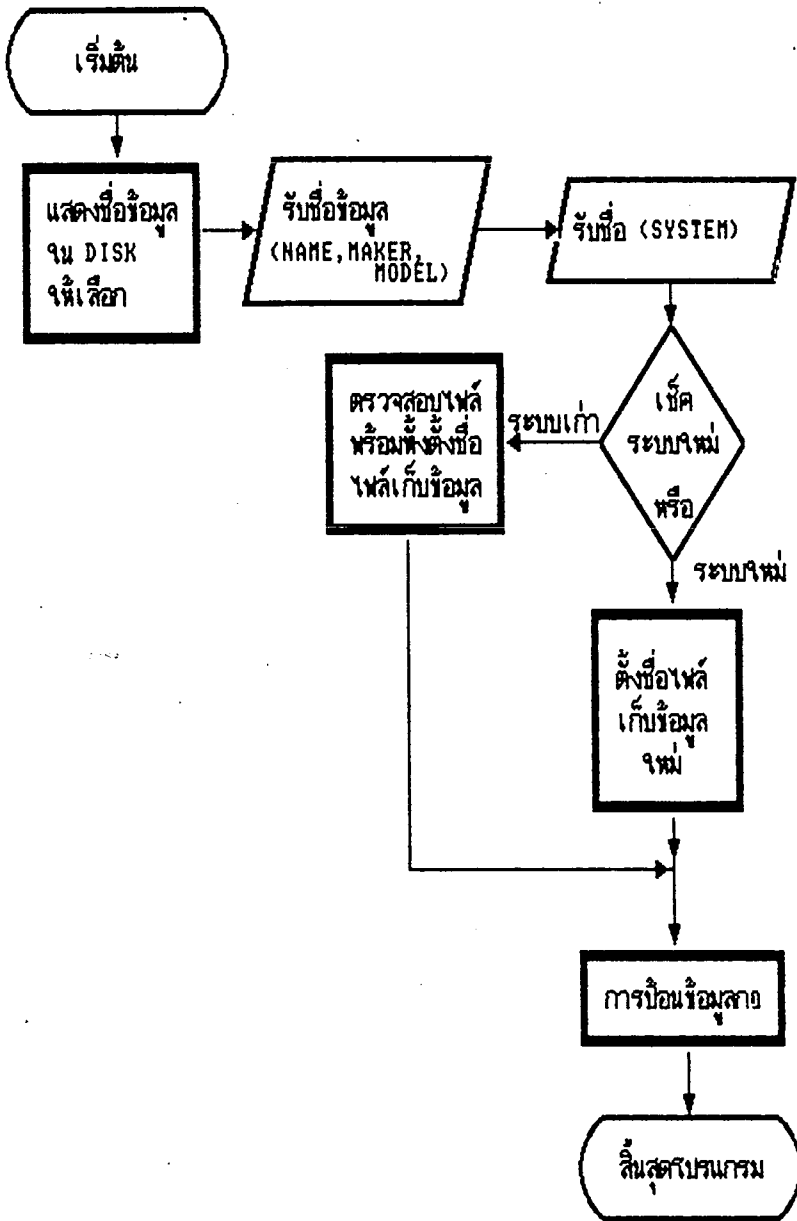 เริ่มต้น
แสดงชื่อข้อมูล
ใน DISK
ให้เลือก
รับชื่อข้อมูล
(NAME,MAKER,
MODEL)
รับชื่อ (SYSTEM)
เช็ค
ระบบใหม่
หรือ
ระบบเก่า
ตรวจสอบไฟล์
พร้อมทั้งตั้งชื่อ
ไฟล์เก็บข้อมูล
ระบบใหม่
ตั้งชื่อไฟล์
เก็บข้อมูล
ใหม่
การป้อนข้อมูล
สิ้นสุดโปรแกรม